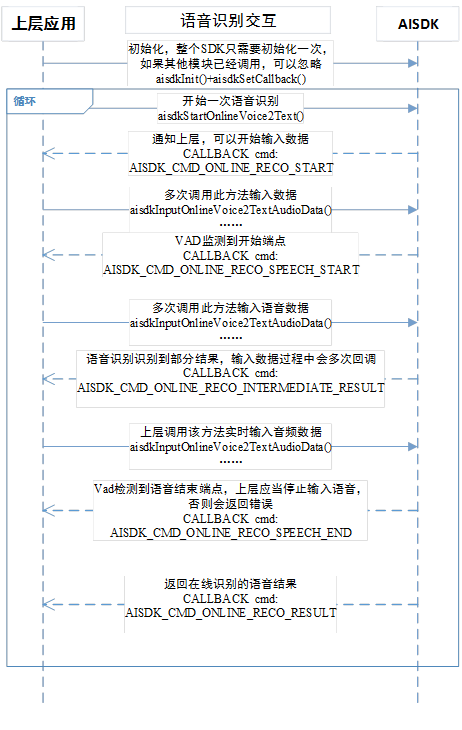 上层应用
语音识别交互
AISDK
初始化，整个SDK只需要初始化一次，
如果其他模块已经调用，可以忽略
aisdkInit()+aisdkSetCallback()
循环
开始一次语音识别
aisdkStartOnlineVoice2Text()
通知上层，可以开始输入数据
CALLBACK cmd:
AISDK_CMD_ONLINE_RECO_START
多次调用此方法输入数据
aisdkInputOnlineVoice2TextAudioData()
……
VAD监测到开始端点
CALLBACK cmd:
AISDK_CMD_ONLINE_RECO_SPEECH_START
多次调用此方法输入语音数据
aisdkInputOnlineVoice2TextAudioData()
……
语音识别识别到部分结果，输入数据过程中会多次回调
CALLBACK cmd:
AISDK_CMD_ONLINE_RECO_INTERMEDIATE_RESULT
上层调用该方法实时输入音频数据
aisdkInputOnlineVoice2TextAudioData()
……
Vad检测到语音结束端点，上层应当停止输入语音，
否则会返回错误
CALLBACK cmd:
AISDK_CMD_ONLINE_RECO_SPEECH_END
返回在线识别的语音结果
CALLBACK cmd:
AISDK_CMD_ONLINE_RECO_RESULT